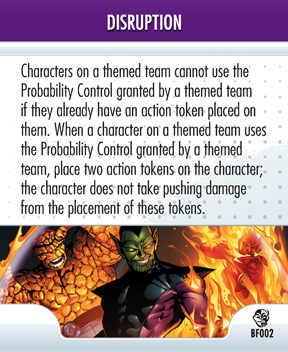 DISRUPTION
Characters on a themed team cannot use the
Probability Control granted by a themed team
if they already have an action token placed on
them. When a character on a themed team uses
the Probability Control granted by a themed
team, place two action tokens on the character;
the character does not take pushing damage
from the placement of these tokens.
BF002